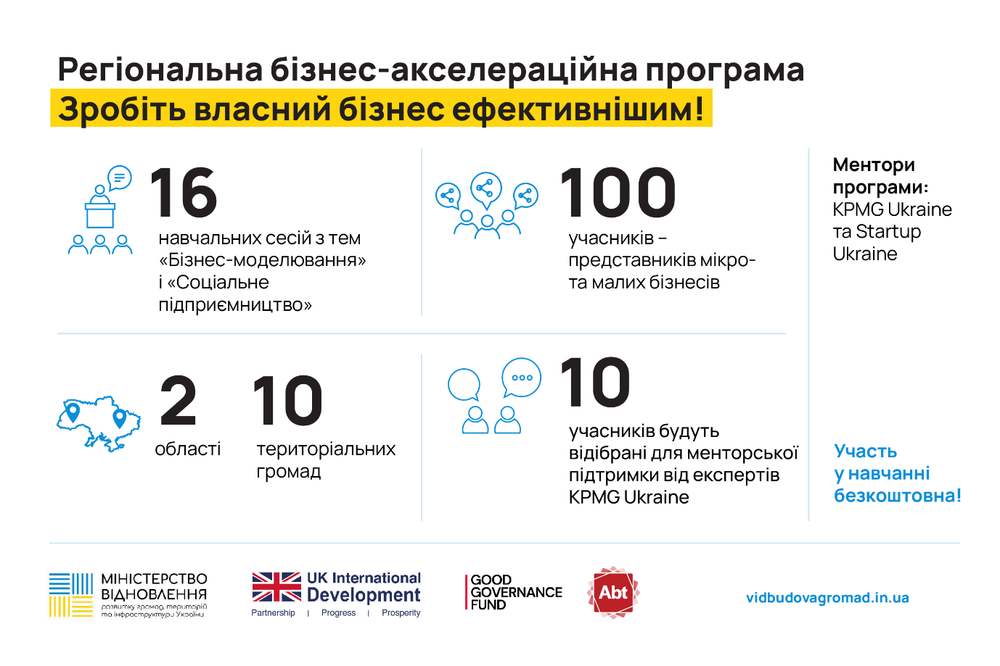 Регіональна бізнес-акселераційна програма
Зробіть власний бізнес ефективнішим!
16
навчальних сесій з тем
«Бізнес-моделювання»
і «Соціальне
підприємництво»
100
учасників –
представників мікро-
та малих бізнесів
Ментори
програми:
KPMG Ukraine
та Startup
Ukraine
2
області
10
територіальних
громад
10
учасників будуть
відібрані для менторської
підтримки від експертів
KPMG Ukraine
Участь
у навчанні
безкоштовна!
МІНІСТЕРСТВО
ВІДНОВЛЕННЯ
розвитку громад, територій
та інфраструктури України
UK International
Development
Partnership | Progress | Prosperity
GOOD
GOVERNANCE
FUND
Abt
vidbudovagromad.in.ua